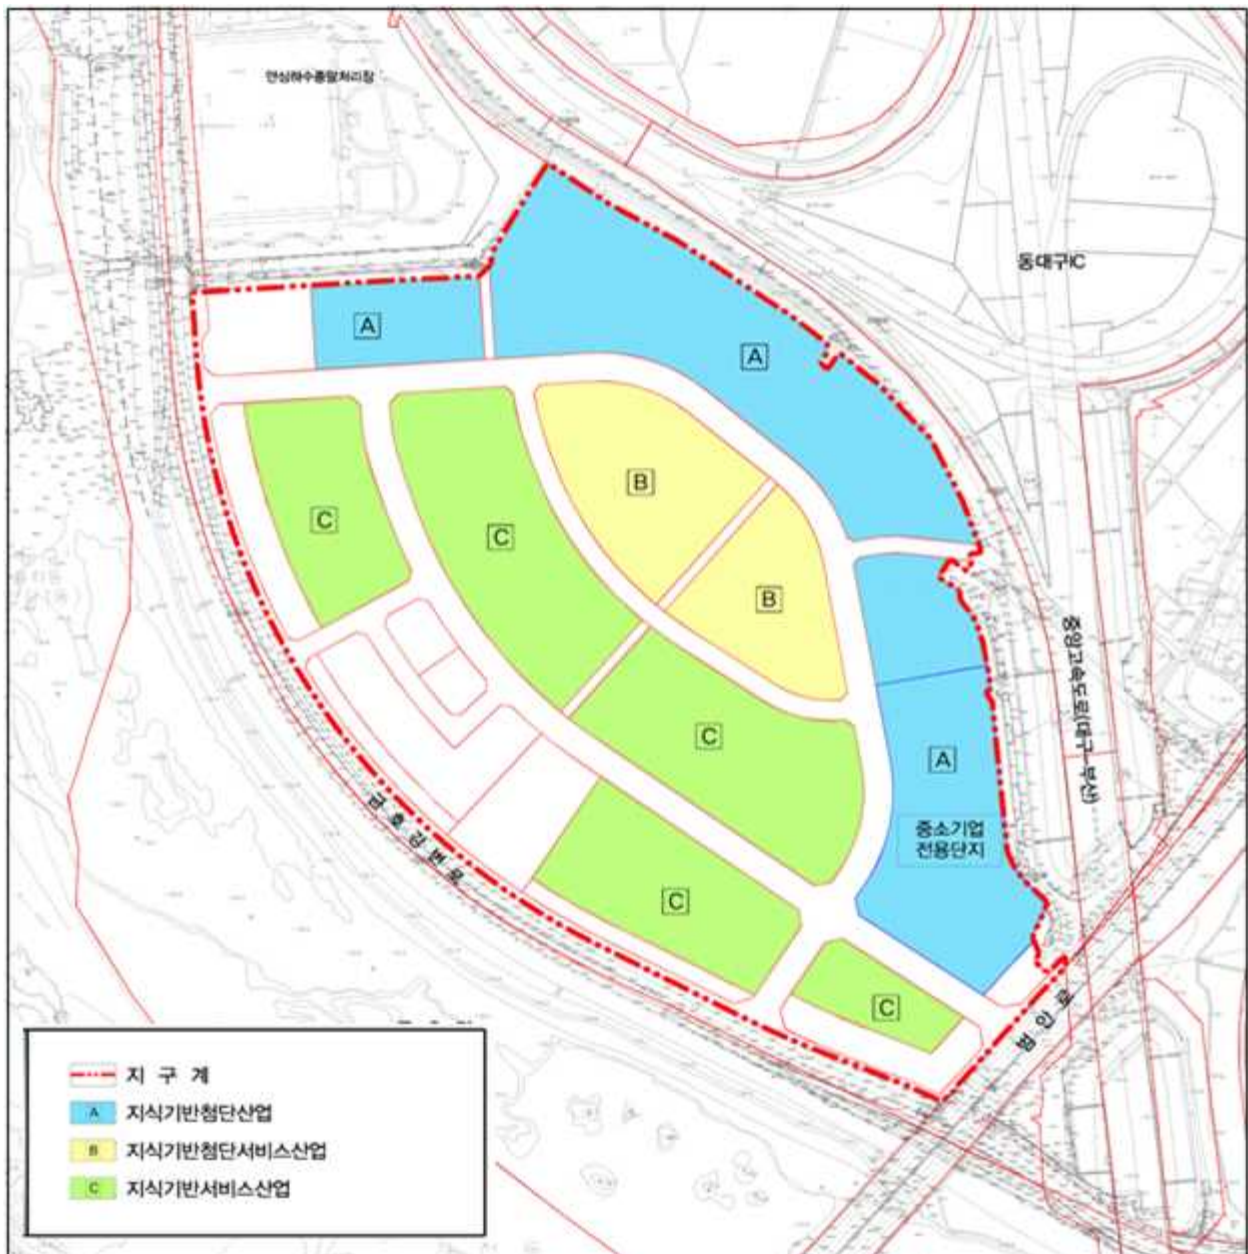 안심하수종말처리장
동대구IC
A
A
B
C
C
B
중앙고속도로(대구-부산)
C
A
중소기업
전용단지
금호강변로
C
C
경부선
지 구 계
A 지식기반첨단산업
B 지식기반첨단서비스산업
C 지식기반서비스산업